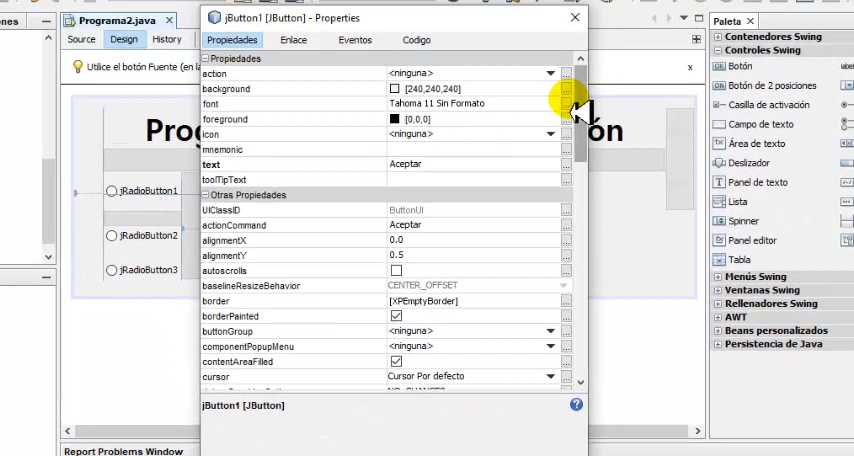 ones
Programa2.java
jButton1 [JButton] - Properties
Paleta
Source Design History
Propiedades Enlace Eventos Codigo
Contenedores Swing
Controles Swing
Utilice el botón Fuente (en la
x
Propiedades
action <ninguna> ...
background [240,240,240] ...
font Tahoma 11 Sin Formato ...
foreground [0,0,0] ...
icon <ninguna> ...
mnemonic ...
text Aceptar ...
toolTipText ...
Otras Propiedades
UIClassID ButtonUI ...
actionCommand Aceptar ...
alignmentX 0.0 ...
alignmentY 0.5 ...
autoscrolls ...
baselineResizeBehavior CENTER_OFFSET ...
border [XPEmptyBorder] ...
borderPainted ...
buttonGroup <ninguna> ...
componentPopupMenu <ninguna> ...
contentAreaFilled ...
cursor Cursor Por defecto ...
jButton1 [JButton]
?
jRadioButton1
jRadioButton2
jRadioButton3
Botón
Botón de 2 posiciones
Casilla de activación
Campo de texto
Área de texto
Deslizador
Panel de texto
Lista
Spinner
Panel editor
Tabla
Menús Swing
Ventanas Swing
Rellenadores Swing
AWT
Beans personalizados
Persistencia de Java
Report Problems Window